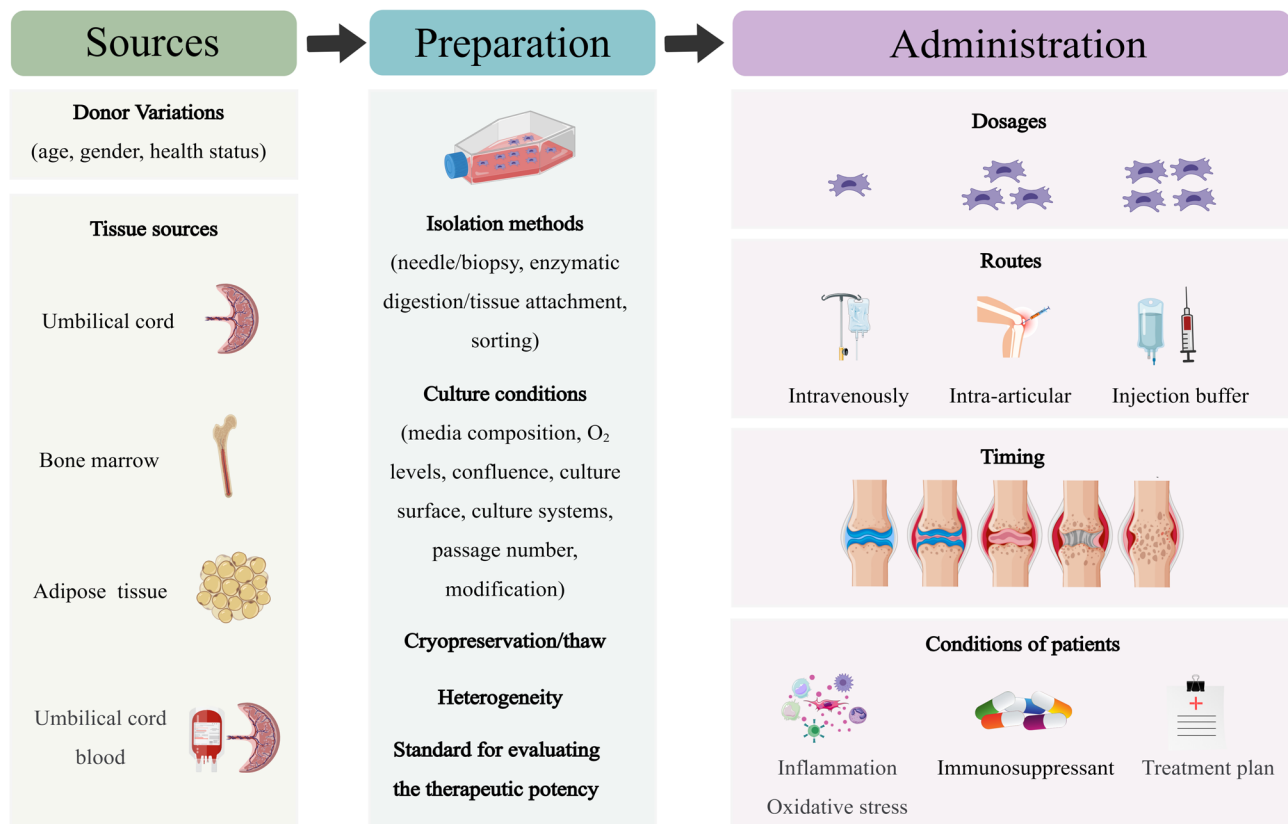 Sources
Preparation
Administration
Donor Variations
(age, gender, health status)
Tissue sources
Umbilical cord
Bone marrow
Adipose tissue
Umbilical cord
blood
Isolation methods
(needle/biopsy, enzymatic
digestion/tissue attachment,
sorting)
Culture conditions
(media composition, O₂
levels, confluence, culture
surface, culture systems,
passage number,
modification)
Cryopreservation/thaw
Heterogeneity
Standard for evaluating
the therapeutic potency
Dosages
Routes
Intravenously
Intra-articular
Injection buffer
Timing
Conditions of patients
Inflammation
Oxidative stress
Immunosuppressant
Treatment plan